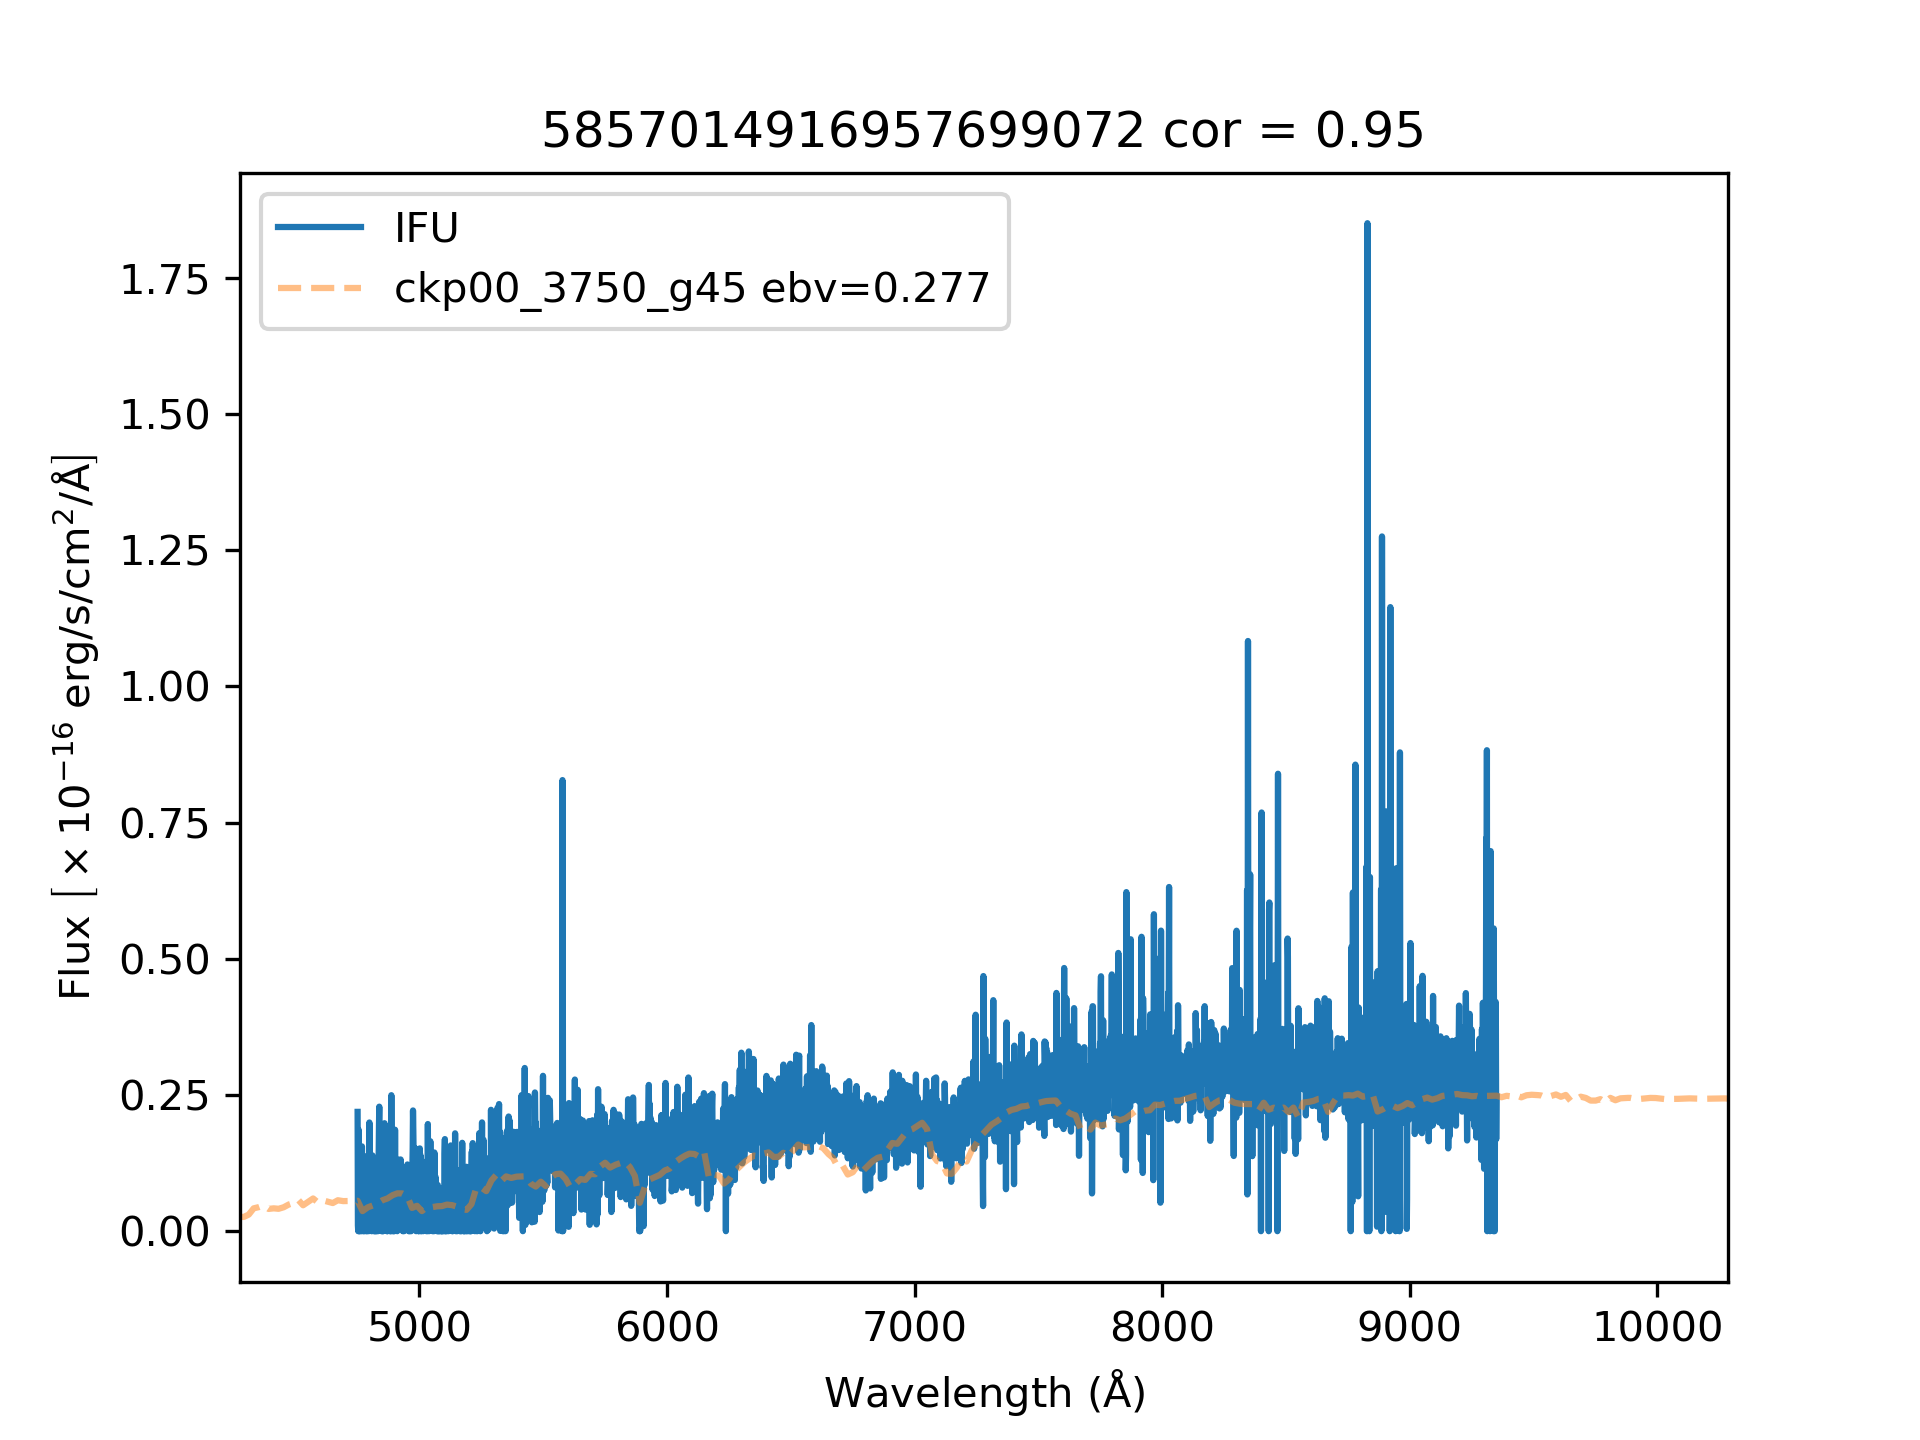 5857014916957699072 cor = 0.95
IFU
ckp00_3750_g45 ebv=0.277
Flux [×10⁻¹⁶ erg/s/cm²/Å]
1.75
1.50
1.25
1.00
0.75
0.50
0.25
0.00
5000 6000 7000 8000 9000 10000
Wavelength (Å)